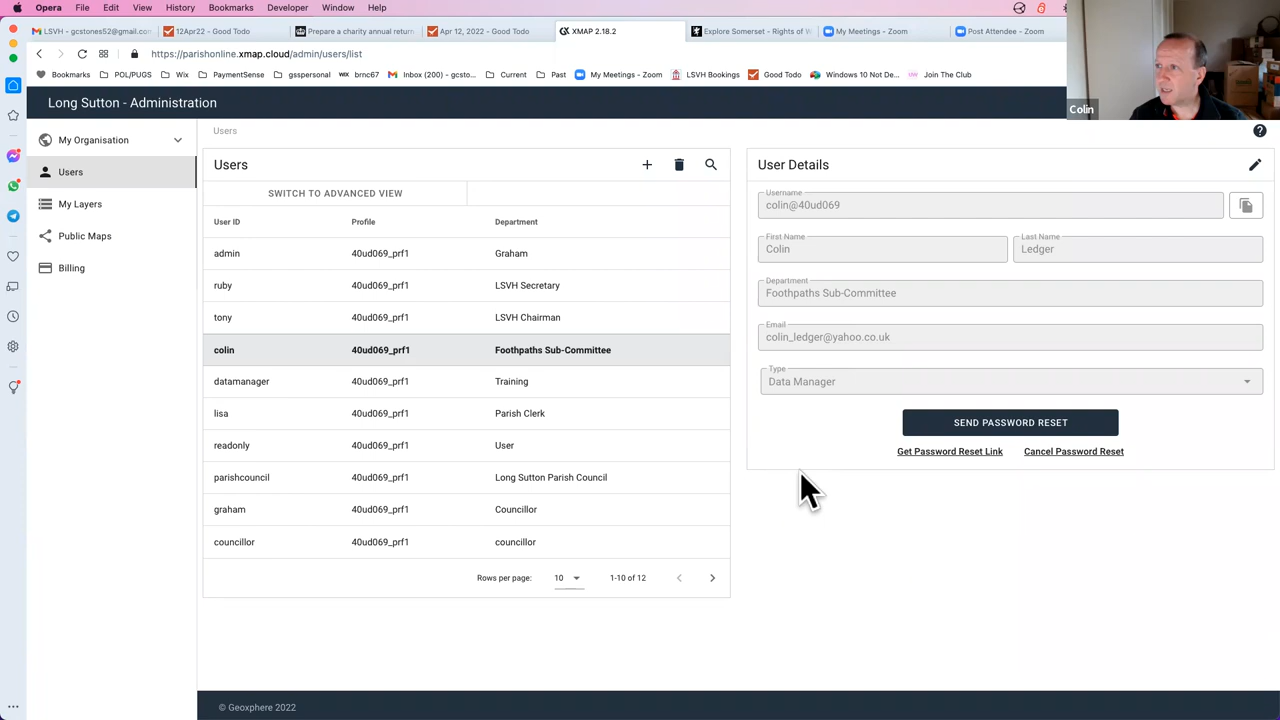 Opera File Edit View History Bookmarks Developer Window Help
LSVH - gcstones52@gmail.com 12Apr22 - Good Todo Prepare a charity annual return Apr 12, 2022 - Good Todo XMAP 2.18.2 Explore Somerset - Rights of W My Meetings - Zoom Post Attendee - Zoom
https://parishonline.xmap.cloud/admin/users/list
Bookmarks POL/PUGS Wix PaymentSense gsspersonal WIX brnc67 Inbox (200) - gcsto... Current Past My Meetings - Zoom LSVH Bookings Good Todo Windows 10 Not De... UW Join The Club
Colin
Long Sutton - Administration
My Organisation
Users
My Layers
Public Maps
Billing
Users
Users
SWITCH TO ADVANCED VIEW
User ID Profile Department
admin 40ud069_prf1 Graham
ruby 40ud069_prf1 LSVH Secretary
tony 40ud069_prf1 LSVH Chairman
colin 40ud069_prf1 Foothpaths Sub-Committee
datamanager 40ud069_prf1 Training
lisa 40ud069_prf1 Parish Clerk
readonly 40ud069_prf1 User
parishcouncil 40ud069_prf1 Long Sutton Parish Council
graham 40ud069_prf1 Councillor
councillor 40ud069_prf1 councillor
Rows per page: 10 1-10 of 12
User Details
Username
colin@40ud069
First Name Last Name
Colin Ledger
Department
Foothpaths Sub-Committee
Email
colin_ledger@yahoo.co.uk
Type
Data Manager
SEND PASSWORD RESET
Get Password Reset Link Cancel Password Reset
© Geoxphere 2022